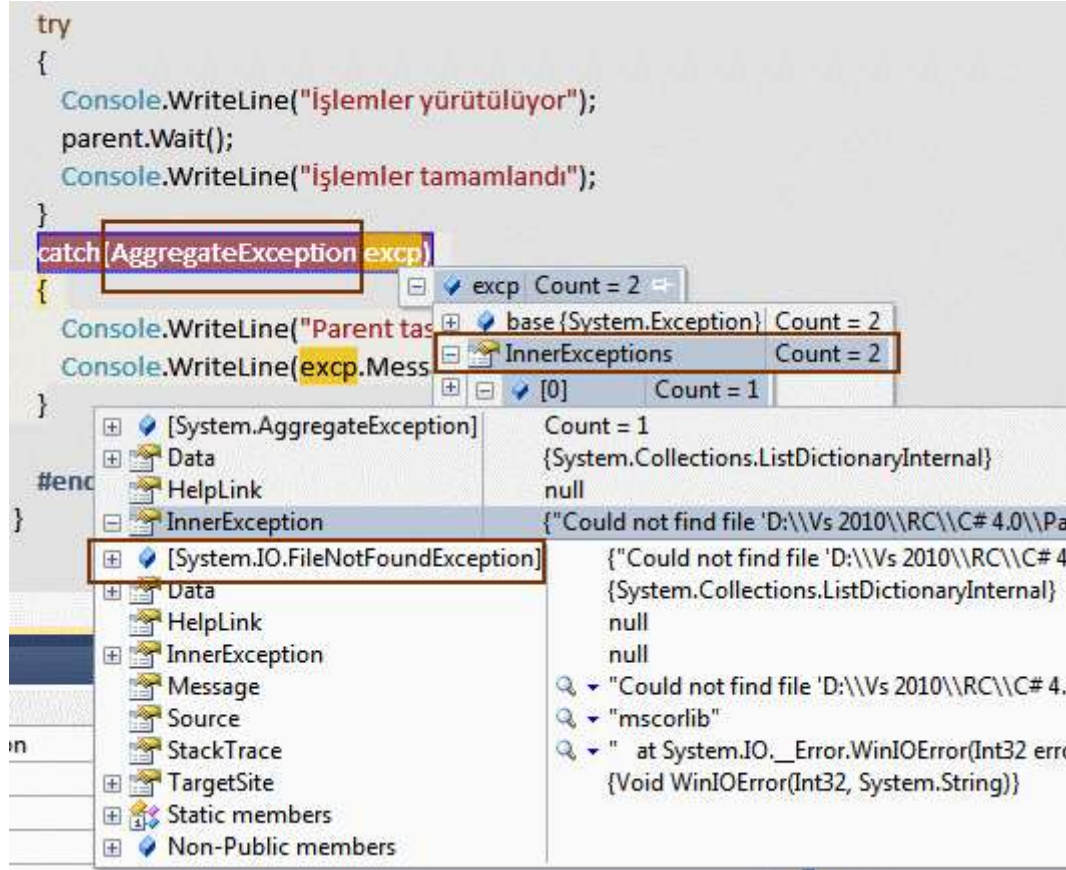 try
{
Console.WriteLine("İşlemler yürütülüyor");
parent.Wait();
Console.WriteLine("İşlemler tamamlandı");
}
catch(AggregateException excp)
excp Count = 2
{
base {System.Exception} Count = 2
Console.WriteLine("Parent
InnerExceptions Count = 2
Console.WriteLine(excp.
[0] Count = 1
}
[System.AggregateException] Count = 1
Data {System.Collections.ListDictionaryInternal}
HelpLink null
}
InnerException {"Could not find file 'D:\\Vs 2010\\RC\\C# 4.0\\Pa
[System.IO.FileNotFoundException] {"Could not find file 'D:\\Vs 2010\\RC\\C# 4
Data {System.Collections.ListDictionaryInternal}
HelpLink null
InnerException null
Message "Could not find file 'D:\\Vs 2010\\RC\\C# 4.
Source "mscorlib"
StackTrace " at System.IO.__Error.WinIOError(Int32
TargetSite {Void WinIOError(Int32, System.String)}
Static members
Non-Public members